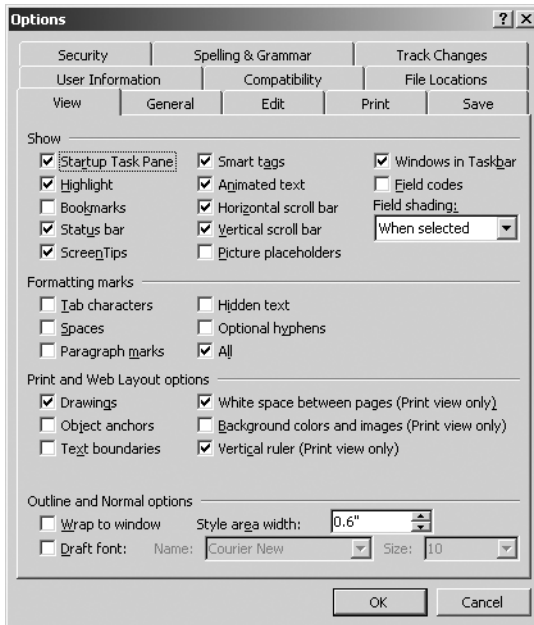 Options
Security Spelling & Grammar Track Changes
User Information Compatibility File Locations
View General Edit Print Save
Show
Startup Task Pane Smart tags Windows in Taskbar
Highlight Animated text Field codes
Bookmarks Horizontal scroll bar Field shading:
Status bar Vertical scroll bar When selected
ScreenTips Picture placeholders
Formatting marks
Tab characters Hidden text
Spaces Optional hyphens
Paragraph marks All
Print and Web Layout options
Drawings White space between pages (Print view only)
Object anchors Background colors and images (Print view only)
Text boundaries Vertical ruler (Print view only)
Outline and Normal options
Wrap to window Style area width: 0.6"
Draft font: Name: Courier New Size: 10
OK Cancel